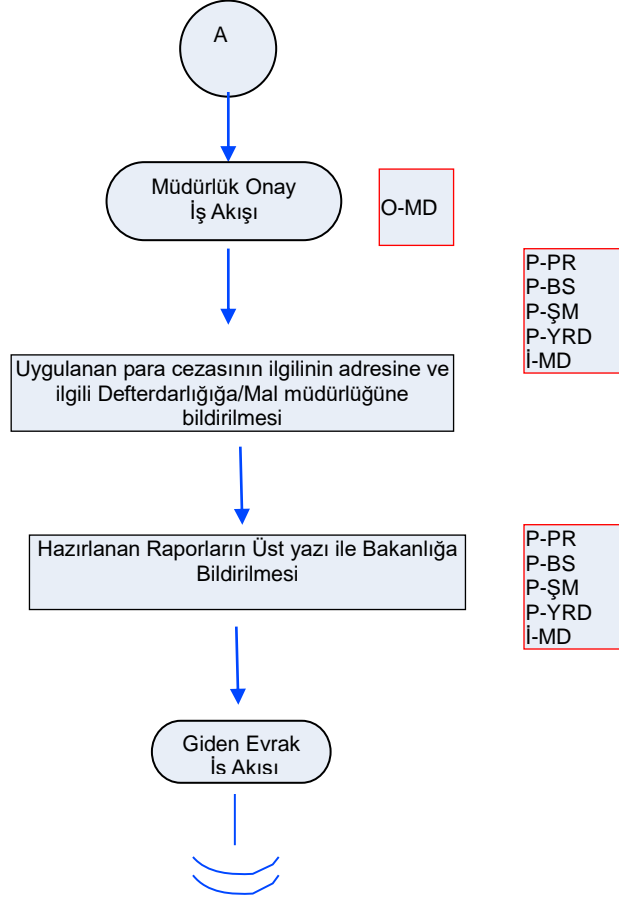 A
Müdürlük Onay
İş Akışı
O-MD
P-PR
P-BS
P-ŞM
P-YRD
İ-MD
Uygulanan para cezasının ilgilinin adresine ve
ilgili Defterdarlığığa/Mal müdürlüğüne
bildirilmesi
Hazırlanan Raporların Üst yazı ile Bakanlığa
Bildirilmesi
P-PR
P-BS
P-ŞM
P-YRD
İ-MD
Giden Evrak
İş Akışı